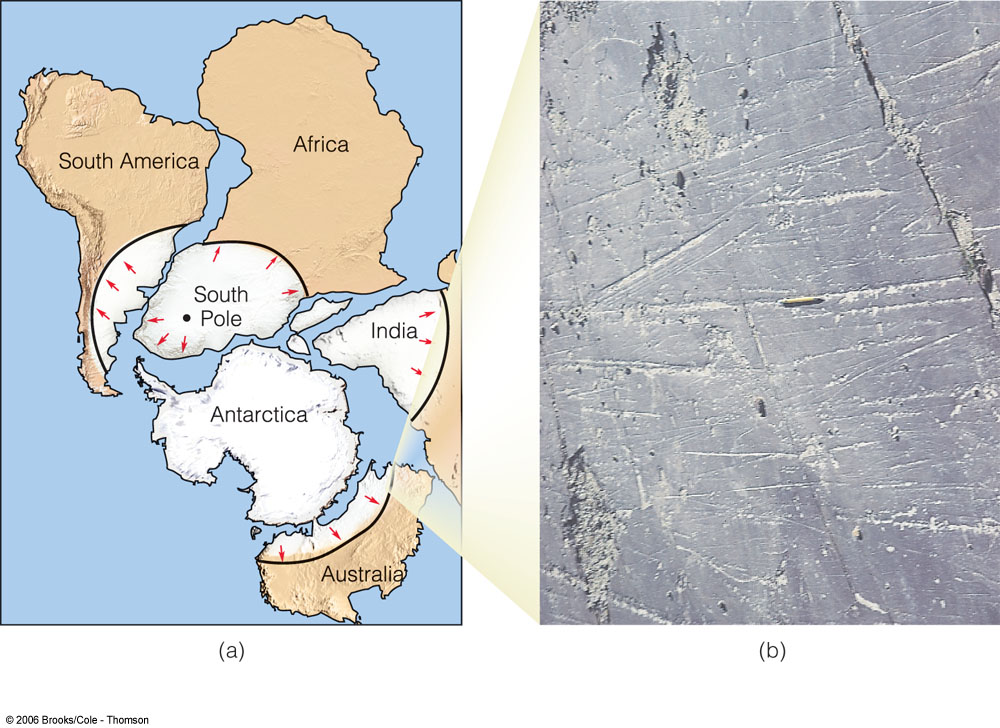 South America
Africa
South
Pole
India
Antarctica
Australia
(a)
(b)
© 2006 Brooks/Cole - Thomson